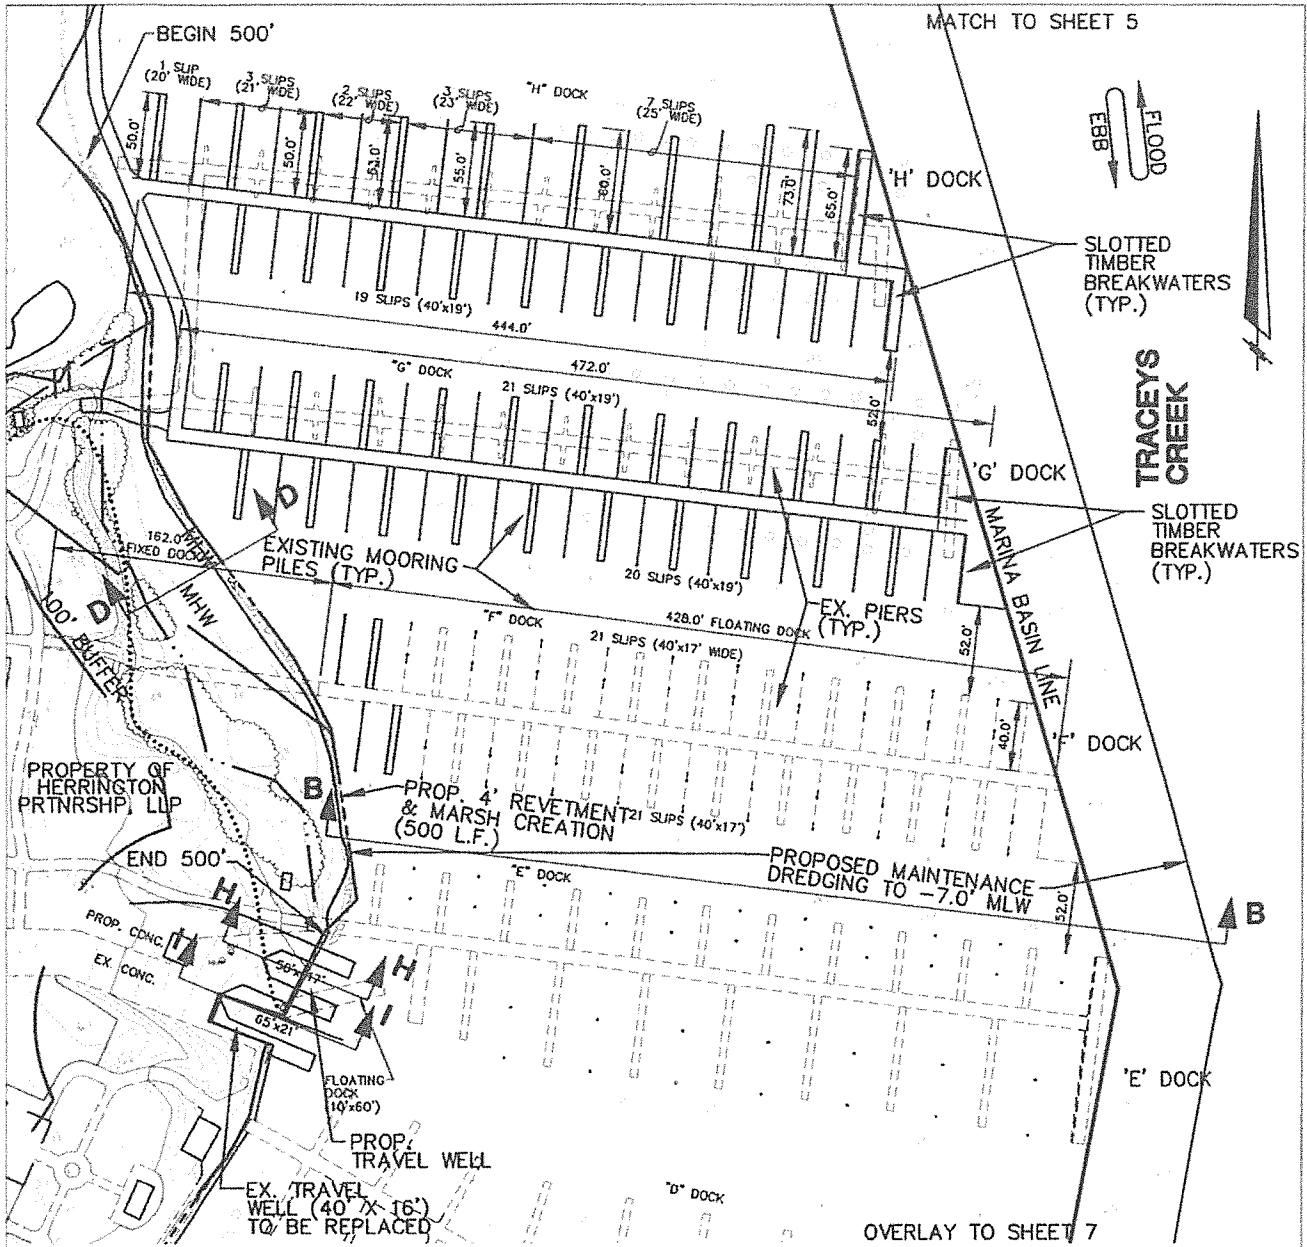 MATCH TO SHEET 5
BEGIN 500'
1 SLIP
(20' WIDE)
3 SLIPS
(21' WIDE)
2 SLIPS
(22' WIDE)
3 SLIPS
(23' WIDE)
"H" DOCK
7 SLIPS
(25' WIDE)
FLOOD
EBB
50.0'
50.0'
55.0'
73.0'
65.0'
'H' DOCK
SLOTTED
TIMBER
BREAKWATERS
(TYP.)
19 SLIPS (40'x19')
444.0'
472.0'
"G" DOCK
21 SLIPS (40'x19')
52.0'
TRACEYS
CREEK
'G' DOCK
SLOTTED
TIMBER
BREAKWATERS
(TYP.)
MARINA BASIN LINE
D
162.0'
FIXED DOCK
EXISTING MOORING
PILES (TYP.)
20 SLIPS (40'x19')
EX. PIERS
(TYP.)
D
MHW
100' BUFFER
"F" DOCK
428.0' FLOATING DOCK
21 SLIPS (40'x17' WIDE)
52.0'
40.0'
'F' DOCK
PROPERTY OF
HERRINGTON
PRTNRSHP, LLP
B
PROP. 4' REVETMENT
& MARSH CREATION
(500 L.F.)
21 SLIPS (40'x17')
END 500'
"E" DOCK
PROPOSED MAINTENANCE
DREDGING TO -7.0' MLW
52.0'
B
H
PROP. CONC.
I
EX. CONC.
50'x17'
H
65'x21'
I
'E' DOCK
FLOATING
DOCK
(10'x60')
PROP.
TRAVEL WELL
EX. TRAVEL
WELL (40' X 16')
TO BE REPLACED
"D" DOCK
OVERLAY TO SHEET 7